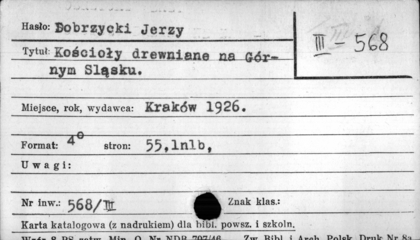 Hasło: Dobrzycki Jerzy
Tytuł: Kościoły drewniane na Gór-
nym Sląsku.
III - 568
Miejsce, rok, wydawca: Kraków 1926.
Format: 4° stron: 55,lnlb,
Uwagi:
Nr inw.: 568/III Znak klas.:
Karta katalogowa (z nadrukiem) dla bibl. powsz. i szkoln.